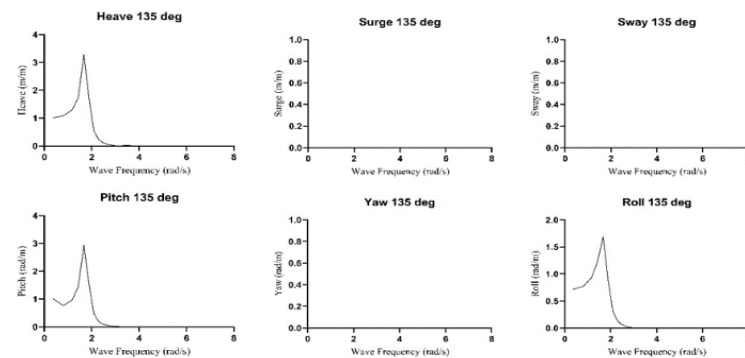 Heave 135 deg
Surge 135 deg
Sway 135 deg
4
3
2
1
0
Heave (m/m)
0 2 4 6 8
Wave Frequency (rad/s)
1.0
0.8
0.6
0.4
0.2
0.0
Surge (m/m)
0 2 4 6 8
Wave Frequency (rad/s)
1.0
0.8
0.6
0.4
0.2
0.0
Sway (m/m)
0 2 4 6
Wave Frequency (rad/s)
Pitch 135 deg
Yaw 135 deg
Roll 135 deg
4
3
2
1
0
Pitch (rad/m)
0 2 4 6 8
Wave Frequency (rad/s)
1.0
0.8
0.6
0.4
0.2
0.0
Yaw (rad/m)
0 2 4 6 8
Wave Frequency (rad/s)
2.0
1.5
1.0
0.5
0.0
Roll (rad/m)
0 2 4 6
Wave Frequency (rad/s)